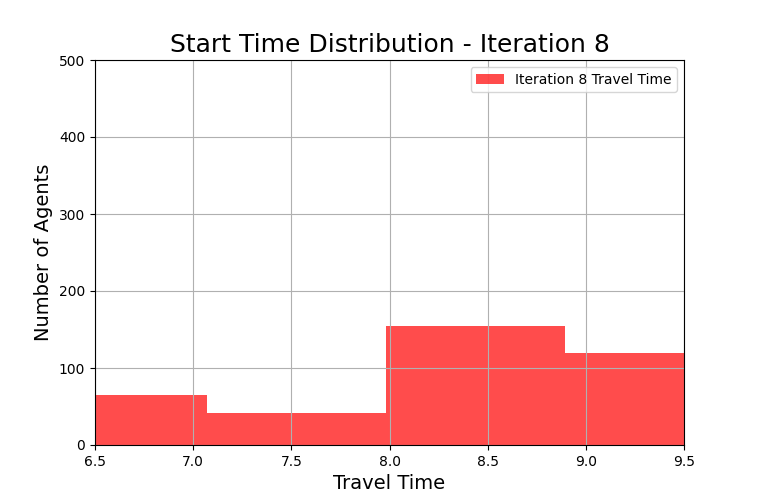 Start Time Distribution - Iteration 8
Iteration 8 Travel Time
Number of Agents
500
400
300
200
100
0
6.5 7.0 7.5 8.0 8.5 9.0 9.5
Travel Time